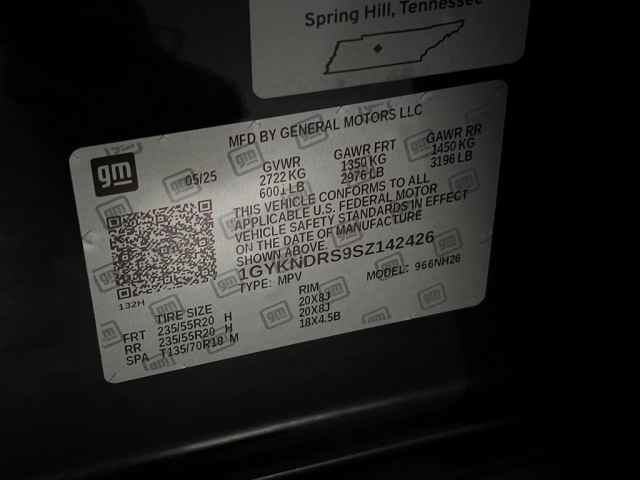 Spring Hill, Tennessee
MFD BY GENERAL MOTORS LLC
gm
05/25
GVWR GAWR FRT GAWR RR
2722 KG 1350 KG 1450 KG
6001 LB 2976 LB 3196 LB
THIS VEHICLE CONFORMS TO ALL
APPLICABLE U.S. FEDERAL MOTOR
VEHICLE SAFETY STANDARDS IN EFFECT
ON THE DATE OF MANUFACTURE
SHOWN ABOVE.
1GYKNDRS9SZ142426
TYPE: MPV MODEL: 966NH26
132H
TIRE SIZE RIM
FRT 235/55R20 H 20X8J
RR 235/55R20 H 20X8J
SPA T135/70R18 M 18X4.5B